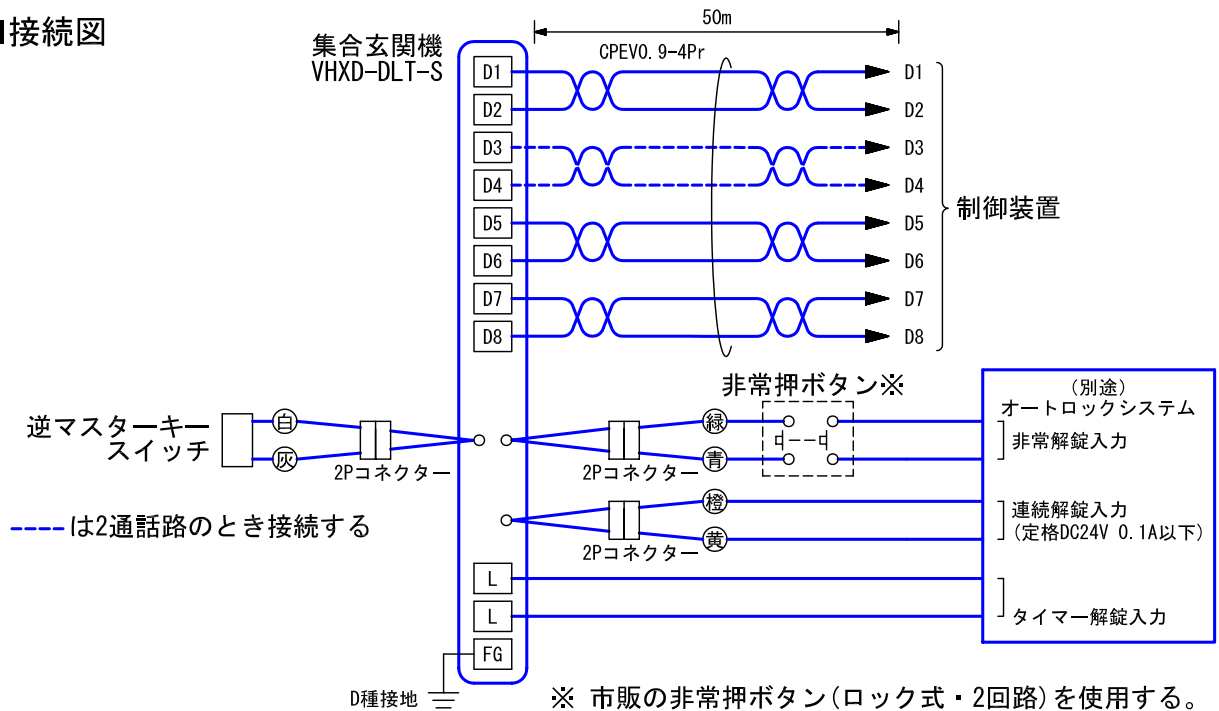 接続図
集合玄関機
VHXD-DLT-S
50m
CPEV0.9-4Pr
D1 D1
D2 D2
D3 D3
D4 D4
D5 D5
D6 D6
D7 D7
D8 D8
制御装置
逆マスターキー
スイッチ
白
灰
2Pコネクター
非常押ボタン※
緑
青
2Pコネクター
(別途)
オートロックシステム
非常解錠入力
橙
黄
2Pコネクター
連続解錠入力
(定格DC24V 0.1A以下)
---- は2通話路のとき接続する
L
L
タイマー解錠入力
FG
D種接地
※ 市販の非常押ボタン(ロック式・2回路)を使用する。